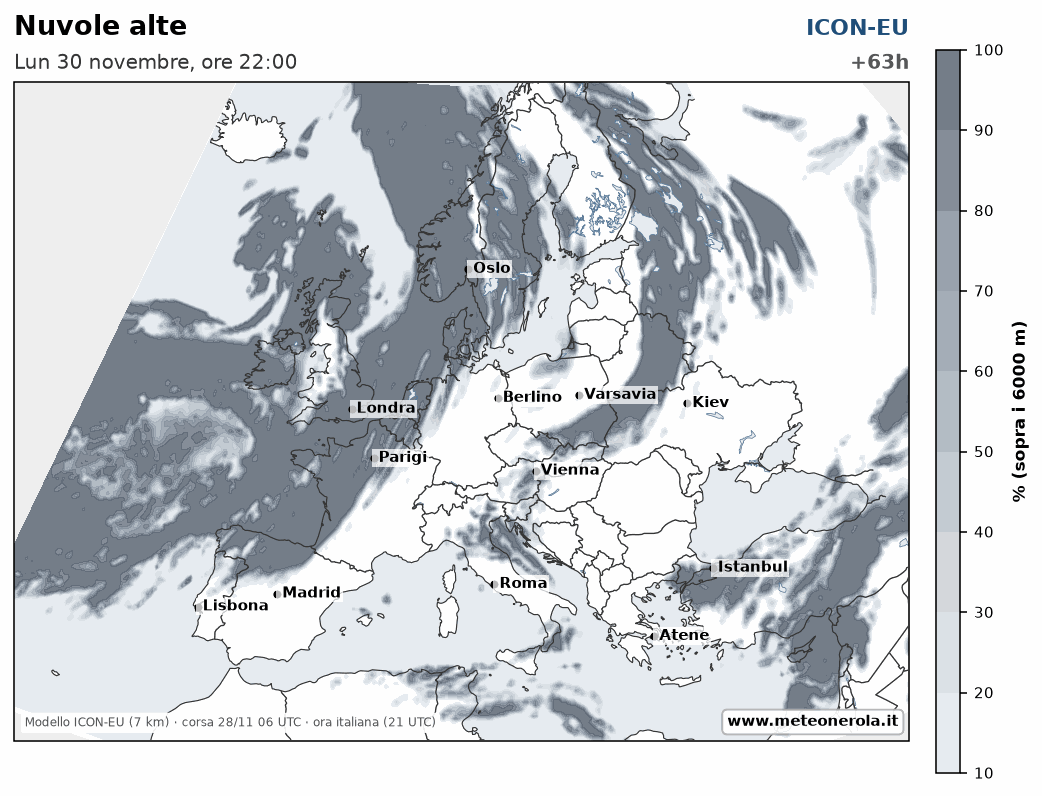 Nuvole alte
ICON-EU
Lun 30 novembre, ore 22:00
+63h
100
90
80
70
60
50
40
30
20
10
% (sopra i 6000 m)
Oslo
Berlino
Varsavia
Kiev
Londra
Parigi
Vienna
Istanbul
Roma
Madrid
Lisbona
Atene
Modello ICON-EU (7 km) · corsa 28/11 06 UTC · ora italiana (21 UTC)
www.meteonerola.it